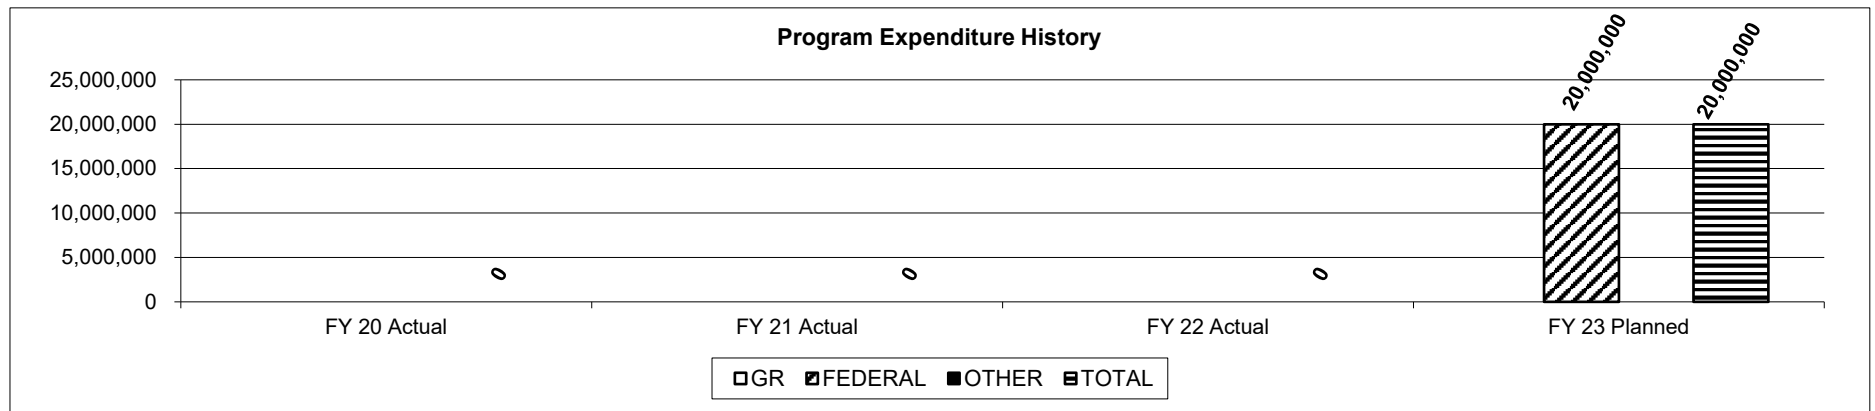 Program Expenditure History
20,000,000 20,000,000
25,000,000
20,000,000
15,000,000
10,000,000
5,000,000
0
0 0 0
FY 20 Actual FY 21 Actual FY 22 Actual FY 23 Planned
GR FEDERAL OTHER TOTAL